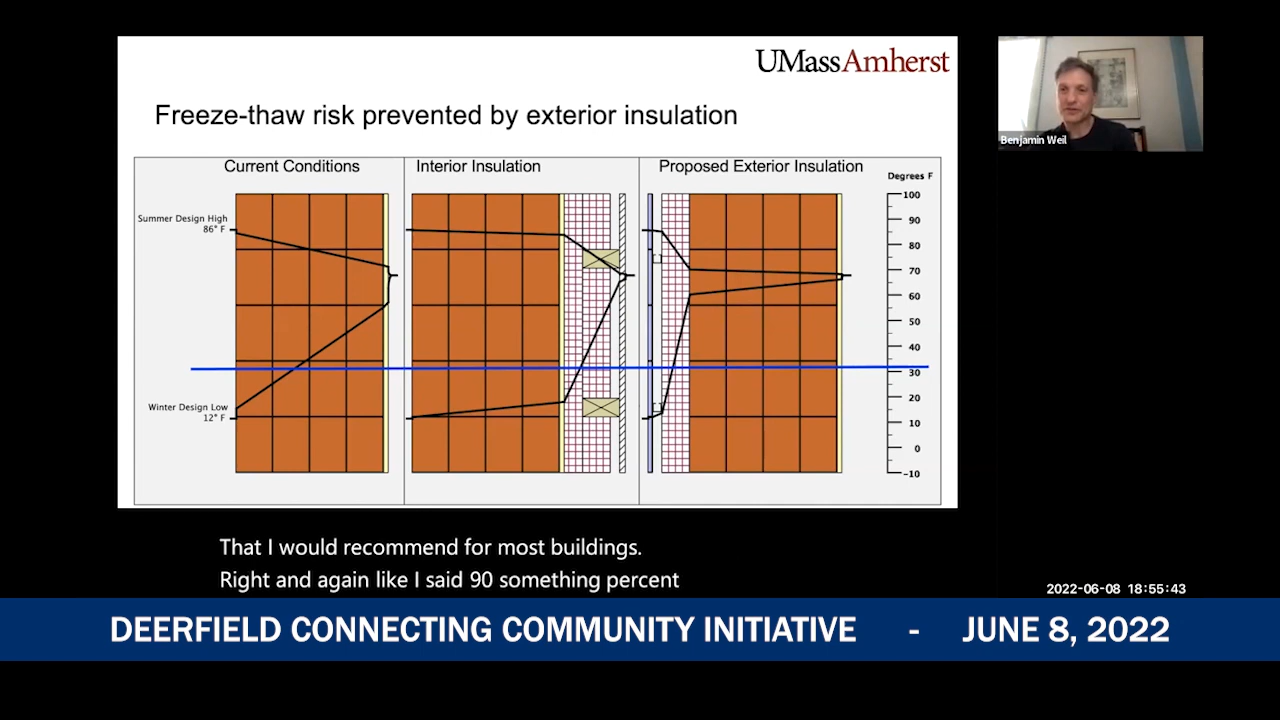 UMassAmherst
Freeze-thaw risk prevented by exterior insulation
Current Conditions
Interior Insulation
Proposed Exterior Insulation
Degrees F
Summer Design High
86° F
Winter Design Low
12° F
100
90
80
70
60
50
40
30
20
10
0
-10
Benjamin Weil
That I would recommend for most buildings.
Right and again like I said 90 something percent
2022-06-08 18:55:43
DEERFIELD CONNECTING COMMUNITY INITIATIVE - JUNE 8, 2022